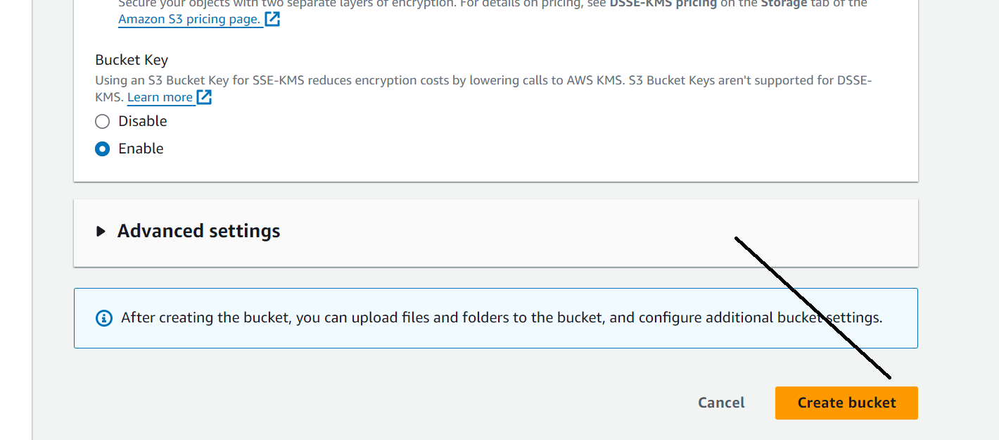 Secure your objects with two separate layers of encryption. For details on pricing, see DSSE-KMS pricing on the Storage tab of the
Amazon S3 pricing page.
Bucket Key
Using an S3 Bucket Key for SSE-KMS reduces encryption costs by lowering calls to AWS KMS. S3 Bucket Keys aren't supported for DSSE-
KMS. Learn more
Disable
Enable
Advanced settings
After creating the bucket, you can upload files and folders to the bucket, and configure additional bucket settings.
Cancel
Create bucket